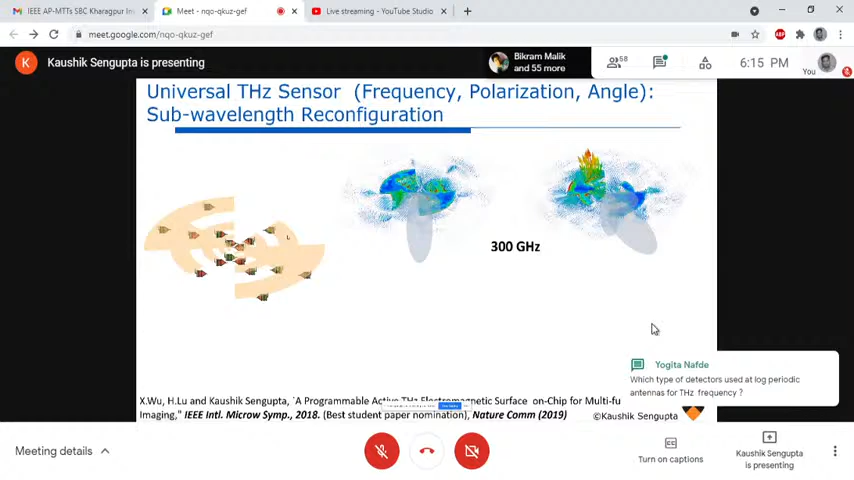 IEEE AP-MTTs SBC Kharagpur Ins
Meet - nqo-qkuz-gef
Live streaming - YouTube Studio
meet.google.com/nqo-qkuz-gef
ABP
K
Kaushik Sengupta is presenting
Bikram Malik
and 55 more
58
6:15 PM
You
Universal THz Sensor (Frequency, Polarization, Angle):
Sub-wavelength Reconfiguration
300 GHz
Yogita Nafde
Which type of detectors used at log periodic
antennas for THz frequency ?
X.Wu, H.Lu and Kaushik Sengupta, `A Programmable Active THz Electromagnetic Surface on-Chip for Multi-fu
Imaging," IEEE Intl. Microw Symp., 2018. (Best student paper nomination), Nature Comm (2019)
©Kaushik Sengupta
Meeting details
Turn on captions
Kaushik Sengupta
is presenting